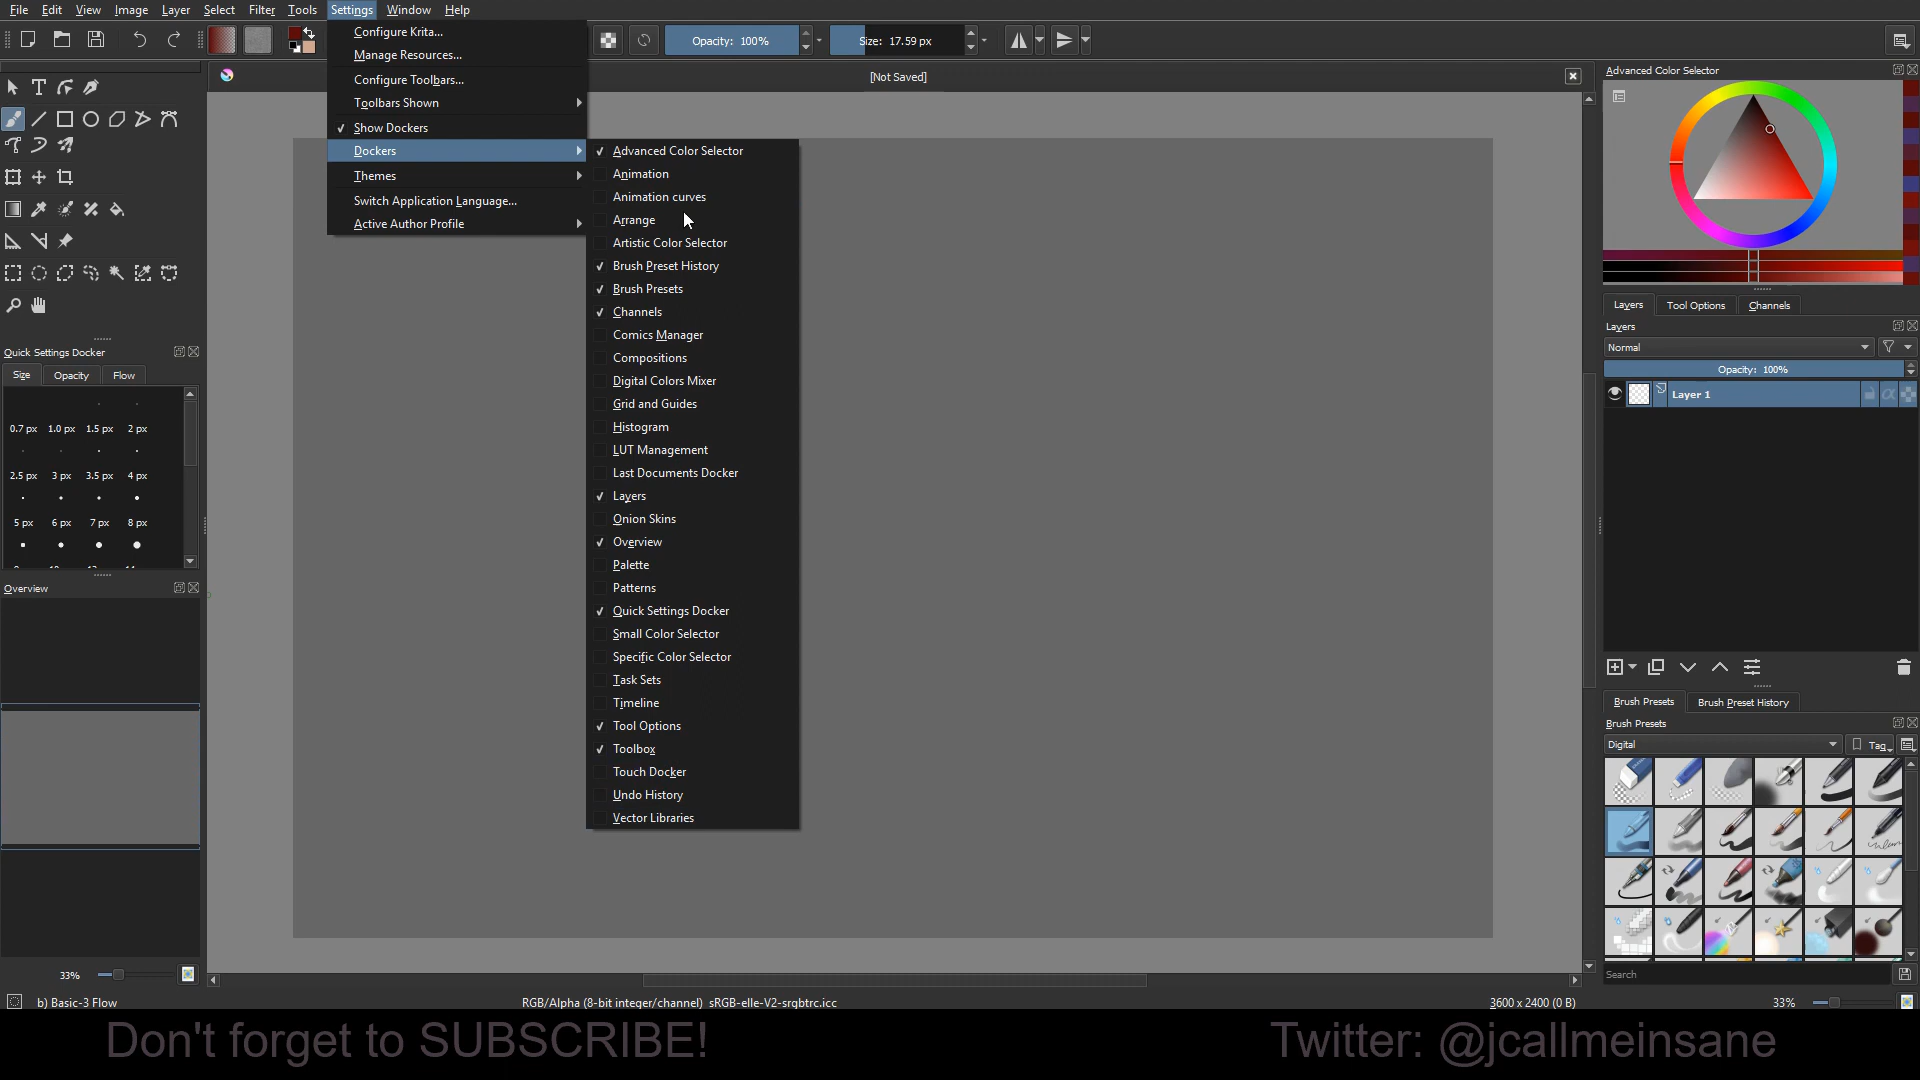 File Edit View Image Layer Select Filter Tools Settings Window Help
Opacity: 100%
Size: 17.59 px
Configure Krita...
Manage Resources...
Configure Toolbars...
Toolbars Shown
Show Dockers
Dockers
Themes
Switch Application Language...
Active Author Profile
Advanced Color Selector
Animation
Animation curves
Arrange
Artistic Color Selector
Brush Preset History
Brush Presets
Channels
Comics Manager
Compositions
Digital Colors Mixer
Grid and Guides
Histogram
LUT Management
Last Documents Docker
Layers
Onion Skins
Overview
Palette
Patterns
Quick Settings Docker
Small Color Selector
Specific Color Selector
Task Sets
Timeline
Tool Options
Toolbox
Touch Docker
Undo History
Vector Libraries
[Not Saved]
Quick Settings Docker
Size Opacity Flow
0.7 px 1.0 px 1.5 px 2 px
2.5 px 3 px 3.5 px 4 px
5 px 6 px 7 px 8 px
Overview
33%
Advanced Color Selector
Layers Tool Options Channels
Layers
Normal
Opacity: 100%
Layer 1
Brush Presets Brush Preset History
Brush Presets
Digital
Tag
Search
b) Basic-3 Flow
RGB/Alpha (8-bit integer/channel) sRGB-elle-V2-srgbtrc.icc
3600 x 2400 (0 B)
33%
Don't forget to SUBSCRIBE!
Twitter: @jcallmeinsane